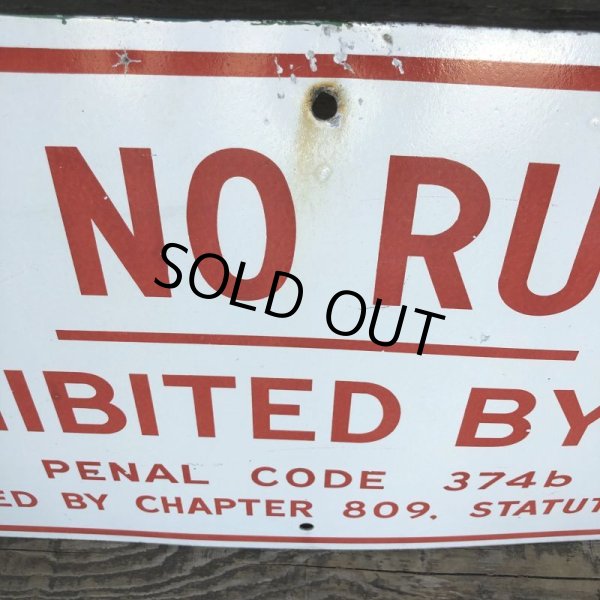 NO RU
SOLD OUT
IBITED BY
PENAL CODE 374b
ED BY CHAPTER 809. STATUT